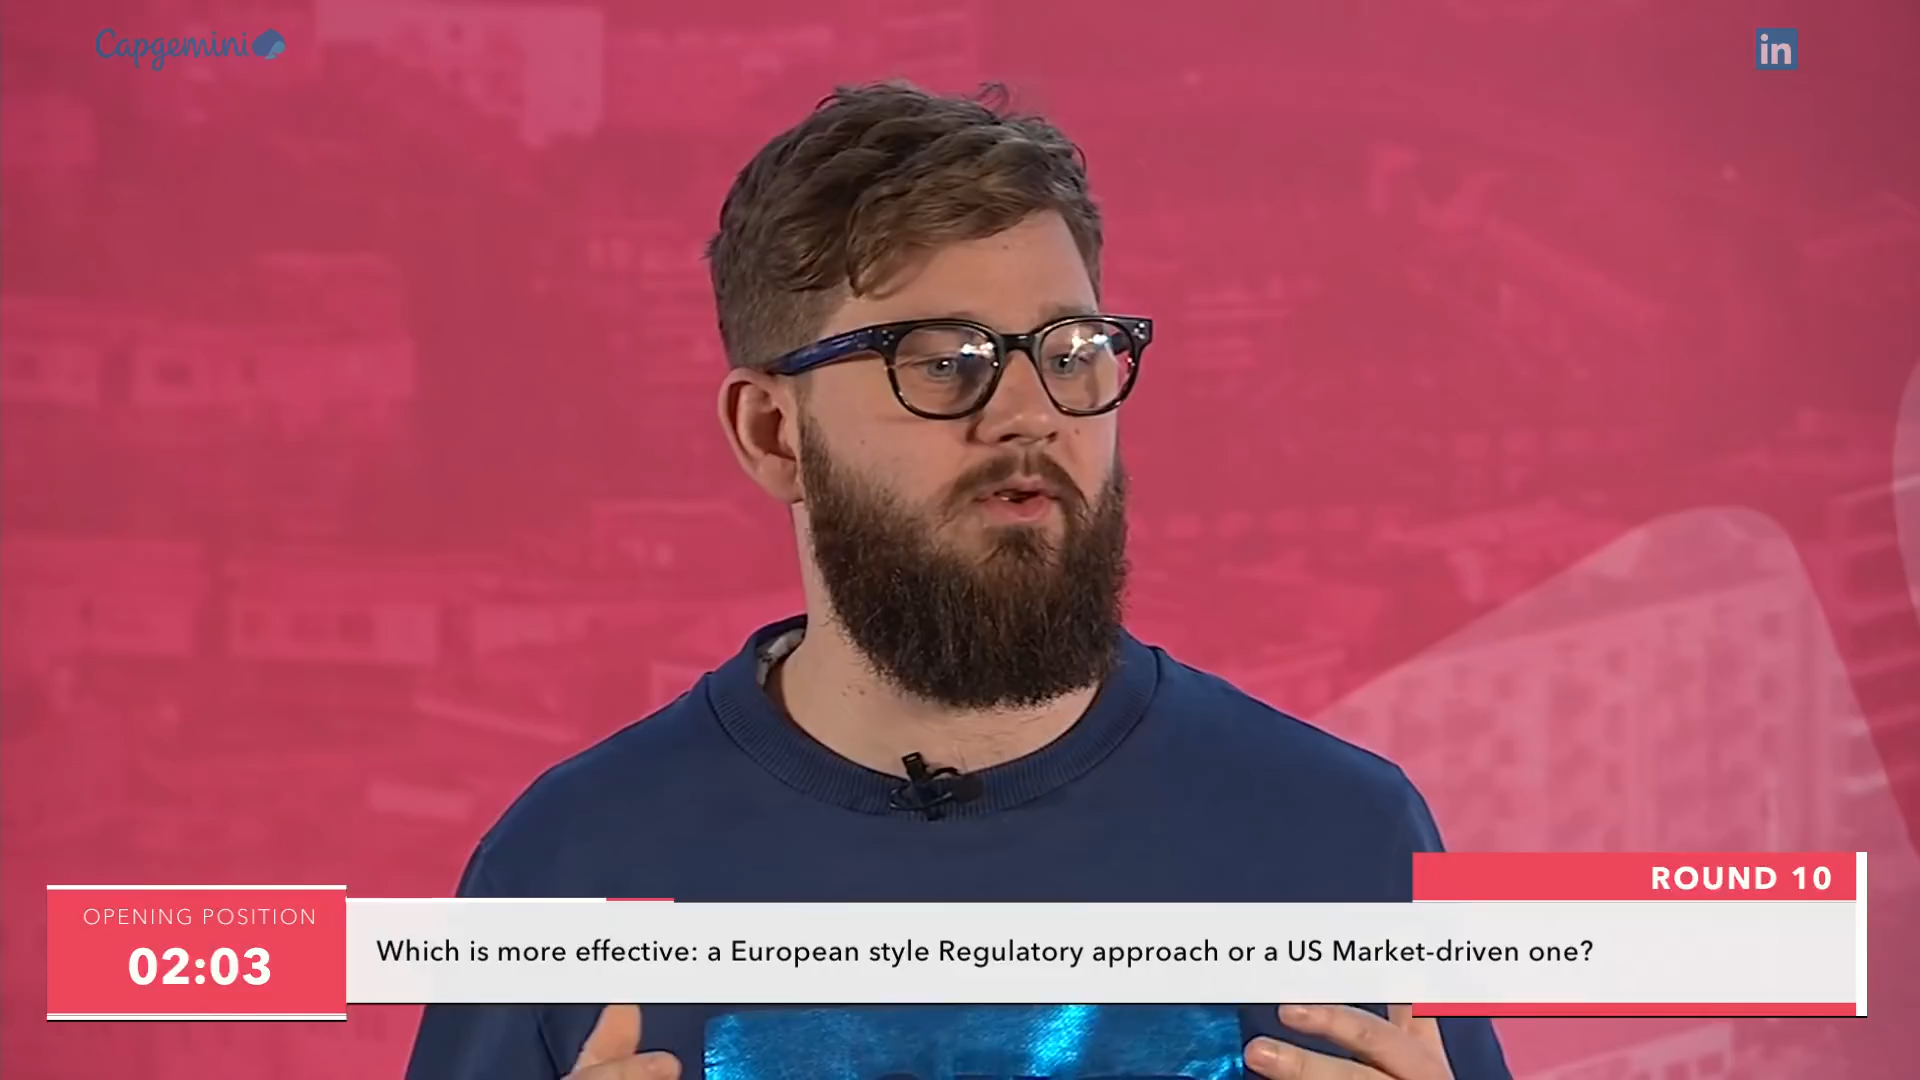 Capgemini
in
ROUND 10
OPENING POSITION
02:03
Which is more effective: a European style Regulatory approach or a US Market-driven one?